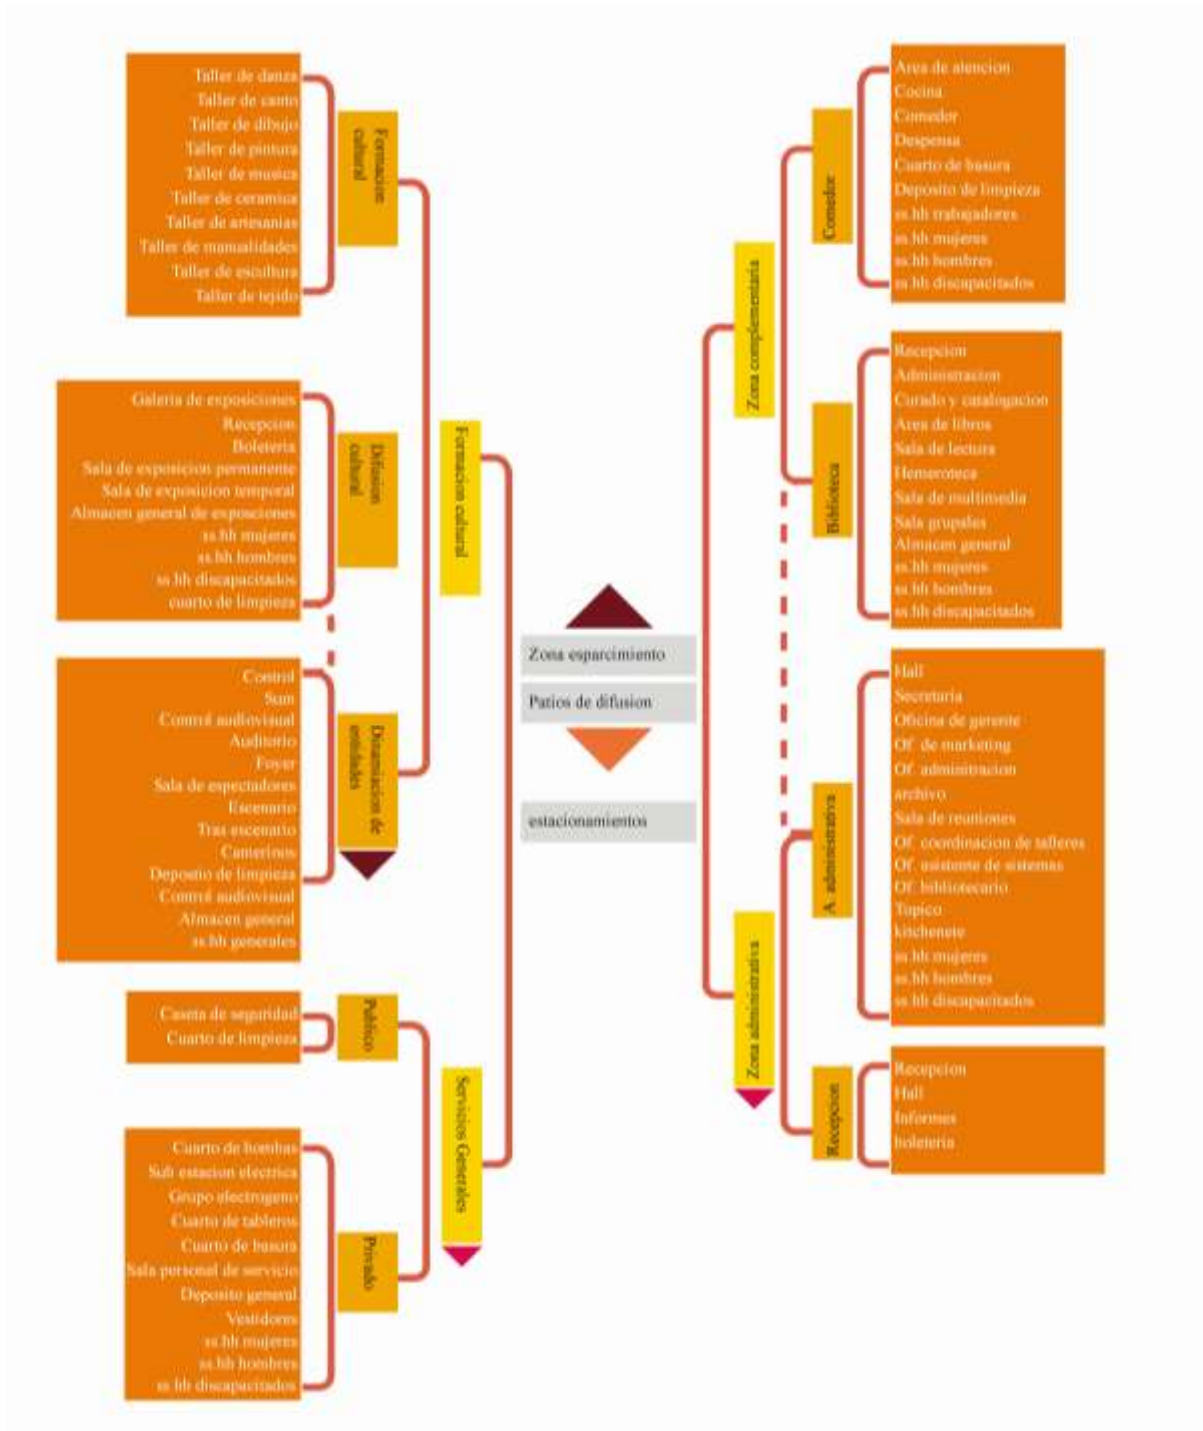 Taller de danza
Taller de canto
Taller de dibujo
Taller de pintura
Taller de musica
Taller de ceramica
Taller de artesanias
Taller de manualidades
Taller de escultura
Taller de tejido
Formacion
cultural
Galeria de exposiciones
Recepcion
Boleteria
Sala de exposicion permanente
Sala de exposicion temporal
Almacen general de exposciones
ss.hh mujeres
ss.hh hombres
ss.hh discapacitados
cuarto de limpieza
Difusion
cultural
Formacion cultural
Control
Sum
Control audiovisual
Auditorio
Foyer
Sala de espectadores
Escenario
Tras escenario
Camerinos
Deposito de limpieza
Control audiovisual
Almacen general
ss.hh generales
de
entidades
Caseta de seguridad
Cuarto de limpieza
Publico
Servicios Generales
Cuarto de bombas
Sub estacion electrica
Grupo electrogeno
Cuarto de tableros
Cuarto de basura
Sala personal de servicio
Deposito general
Vestidores
ss.hh mujeres
ss.hh hombres
ss.hh discapacitados
Privado
Zona esparcimiento
Patios de difusion
estacionamientos
Zona complementaria
Comedor
Area de atencion
Cocina
Comedor
Despensa
Cuarto de basura
Deposito de limpieza
ss.hh trabajadores
ss.hh mujeres
ss.hh hombres
ss.hh discapacitados
Biblioteca
Recepcion
Administracion
Curado y catalogacion
Area de libros
Sala de lectura
Hemeroteca
Sala de multimedia
Sala grupales
Almacen general
ss.hh mujeres
ss.hh hombres
ss.hh discapacitados
Zona administrativa
A. administrativa
Hall
Secretaria
Oficina de gerente
Of. de marketing
Of. adminitracion
archivo
Sala de reuniones
Of. coordinacion de talleres
Of. asistente de sistemas
Of. bibliotecario
Topico
kitchenete
ss.hh mujeres
ss.hh hombres
ss.hh discapacitados
Recepcion
Recepcion
Hall
Informes
boleteria